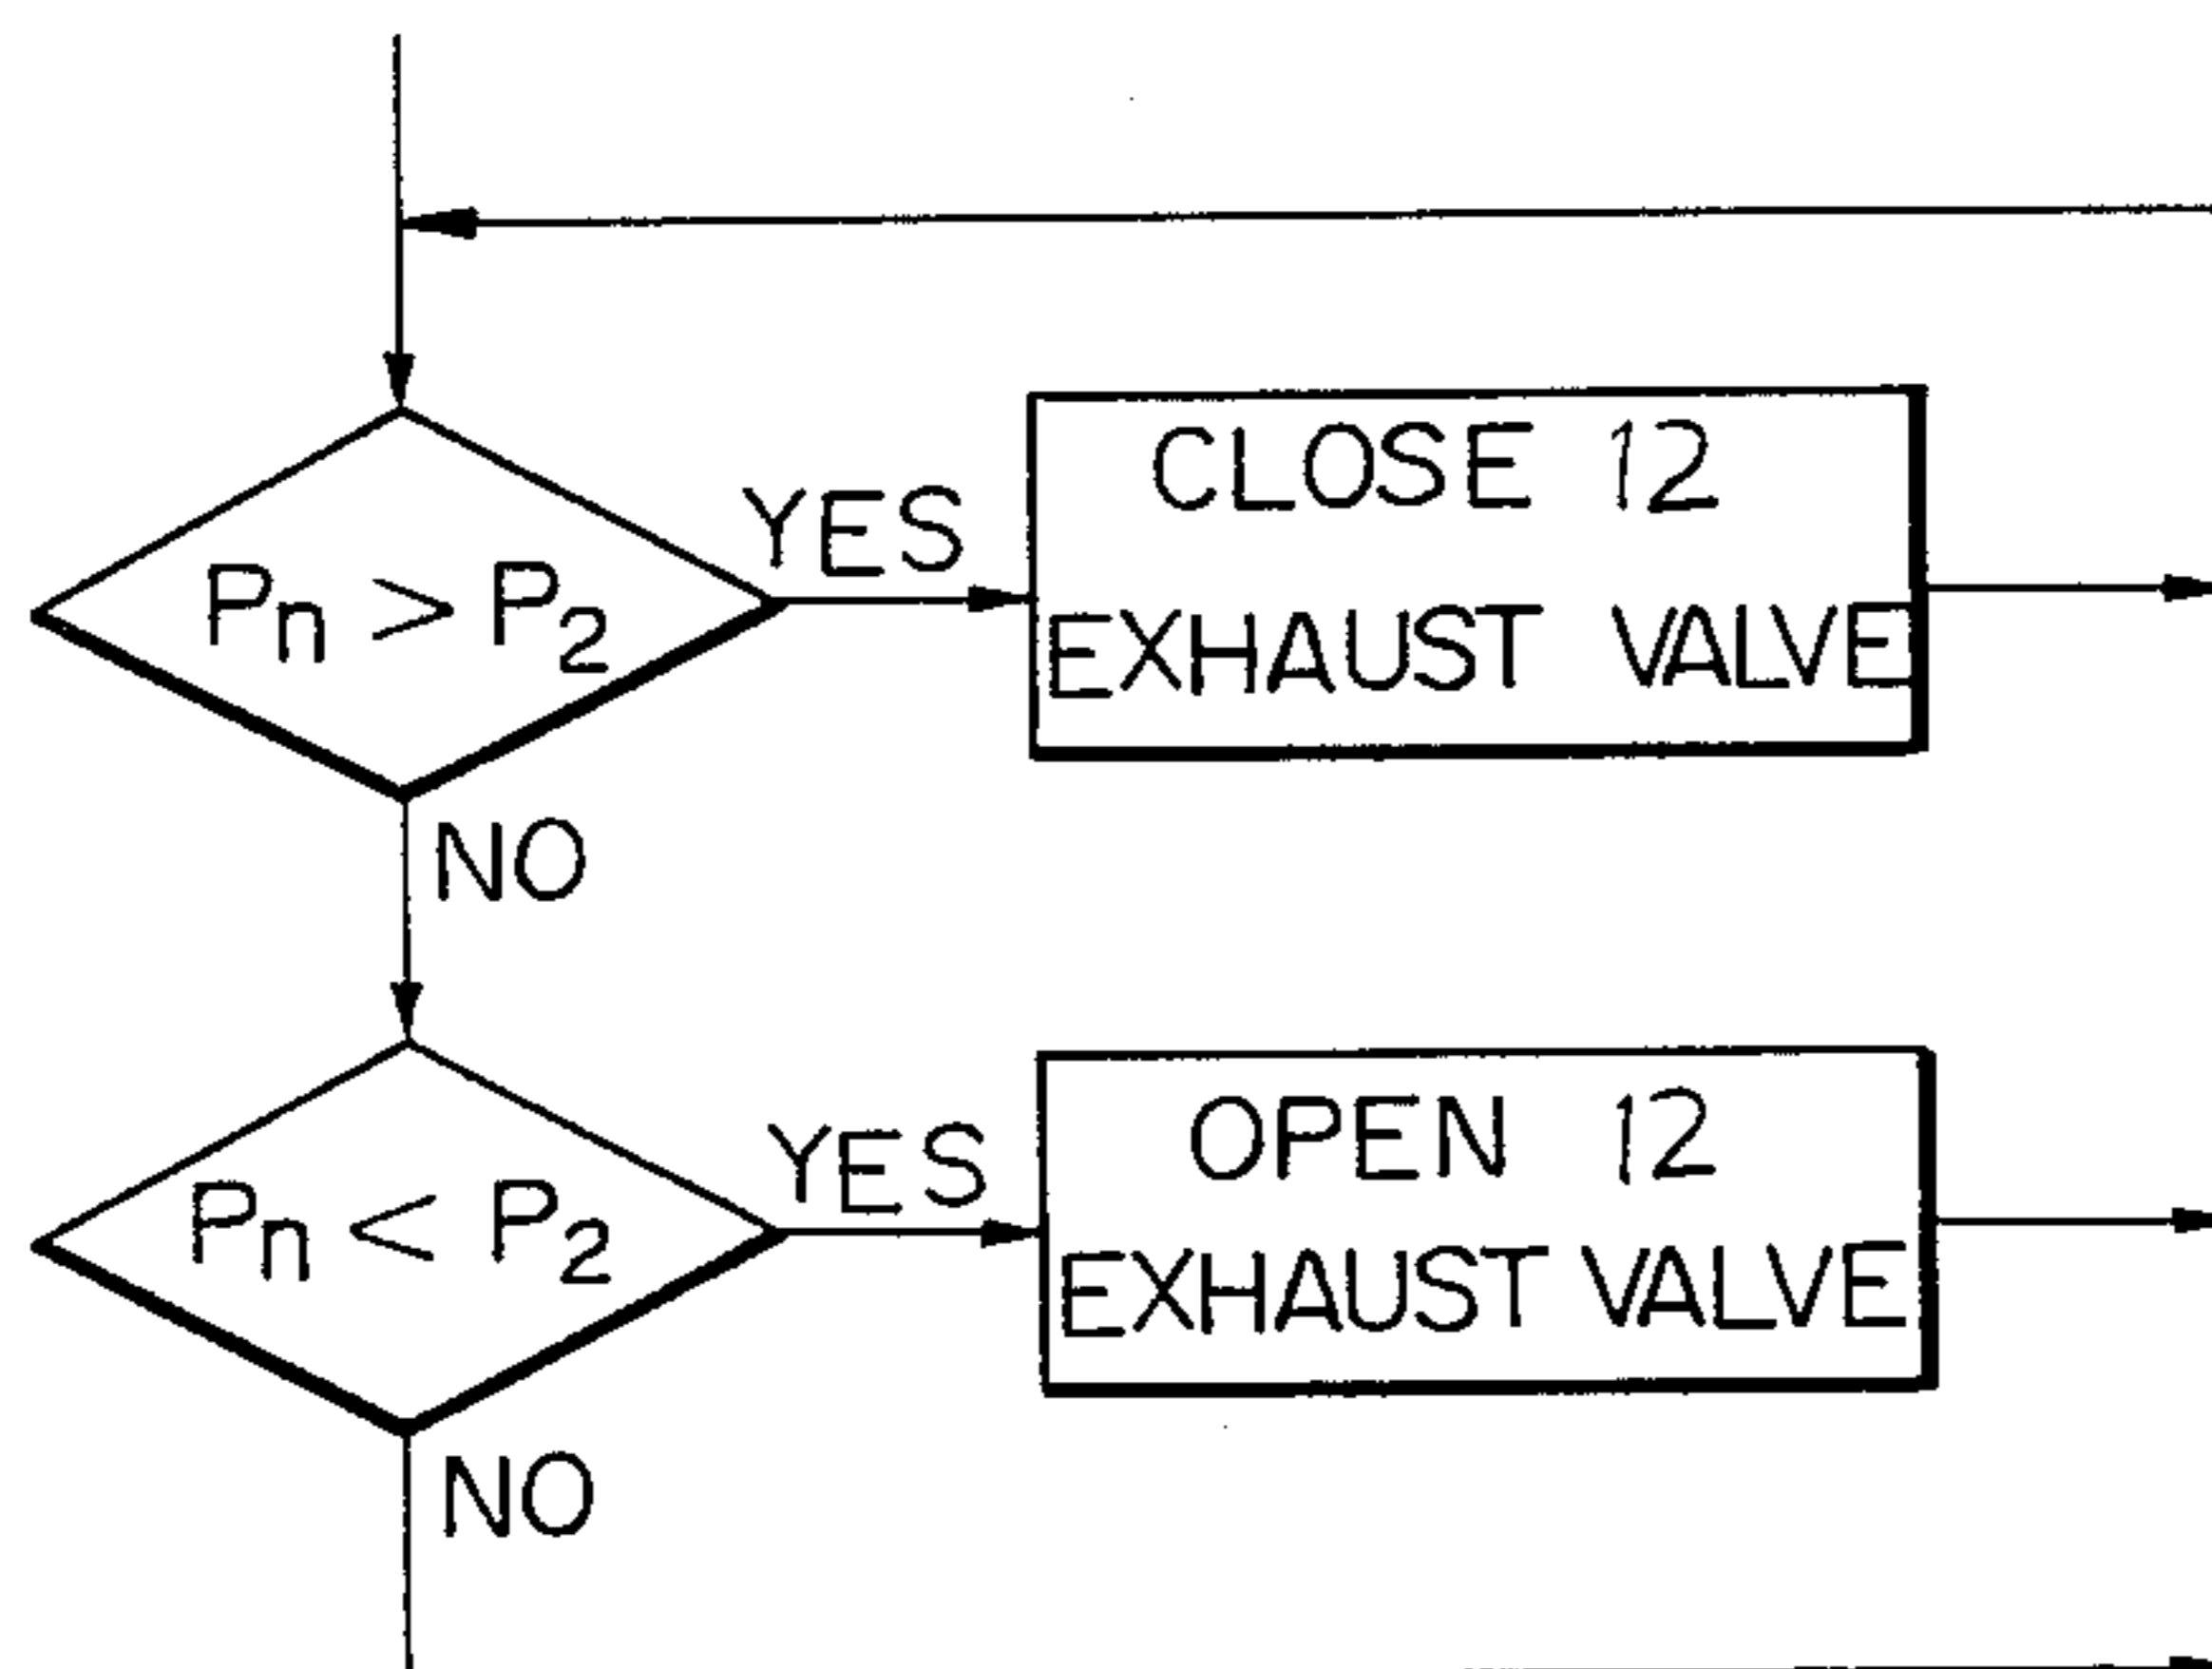 YES
CLOSE 12
EXHAUST VALVE
Pn > P2
NO
YES
OPEN 12
EXHAUST VALVE
Pn < P2
NO